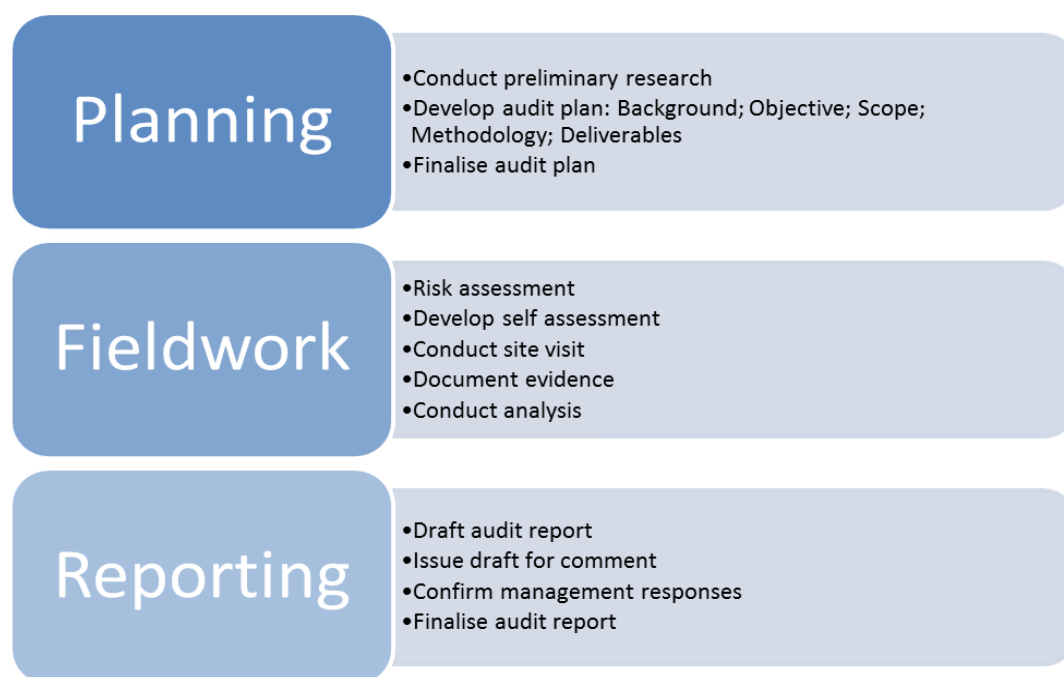 Planning
•Conduct preliminary research
•Develop audit plan: Background; Objective; Scope;
Methodology; Deliverables
•Finalise audit plan
Fieldwork
•Risk assessment
•Develop self assessment
•Conduct site visit
•Document evidence
•Conduct analysis
Reporting
•Draft audit report
•Issue draft for comment
•Confirm management responses
•Finalise audit report